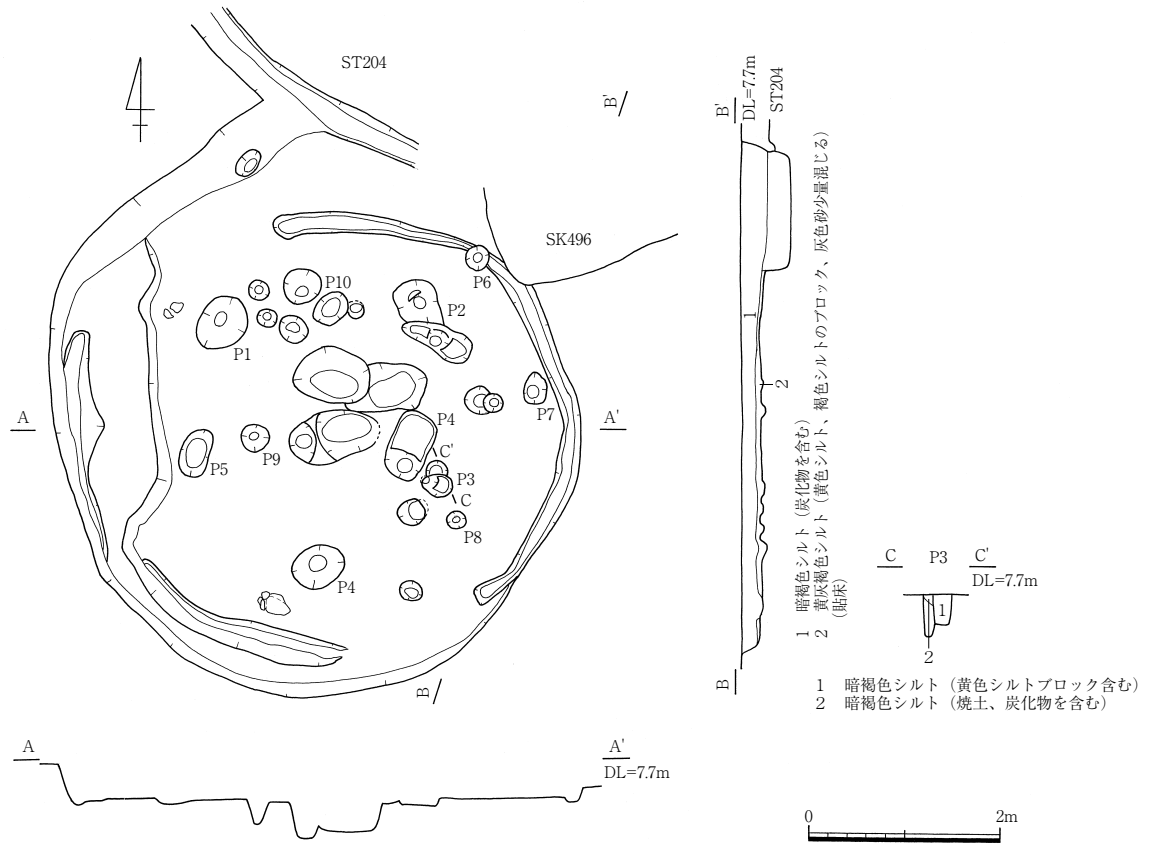 ST204
B'
SK496
P6
P10
P2
P1
P7
A
A'
P4
C'
P5
P9
P3
C
P8
P4
B
A
A'
DL=7.7m
B'
DL=7.7m
ST204
1
2
B
1 暗褐色シルト（炭化物を含む）
2 黄灰褐色シルト（黄色シルト、褐色シルトのブロック、灰色砂少量混じる）
（貼床）
C P3 C'
DL=7.7m
1
2
1 暗褐色シルト（黄色シルトブロック含む）
2 暗褐色シルト（焼土、炭化物を含む）
0 2m